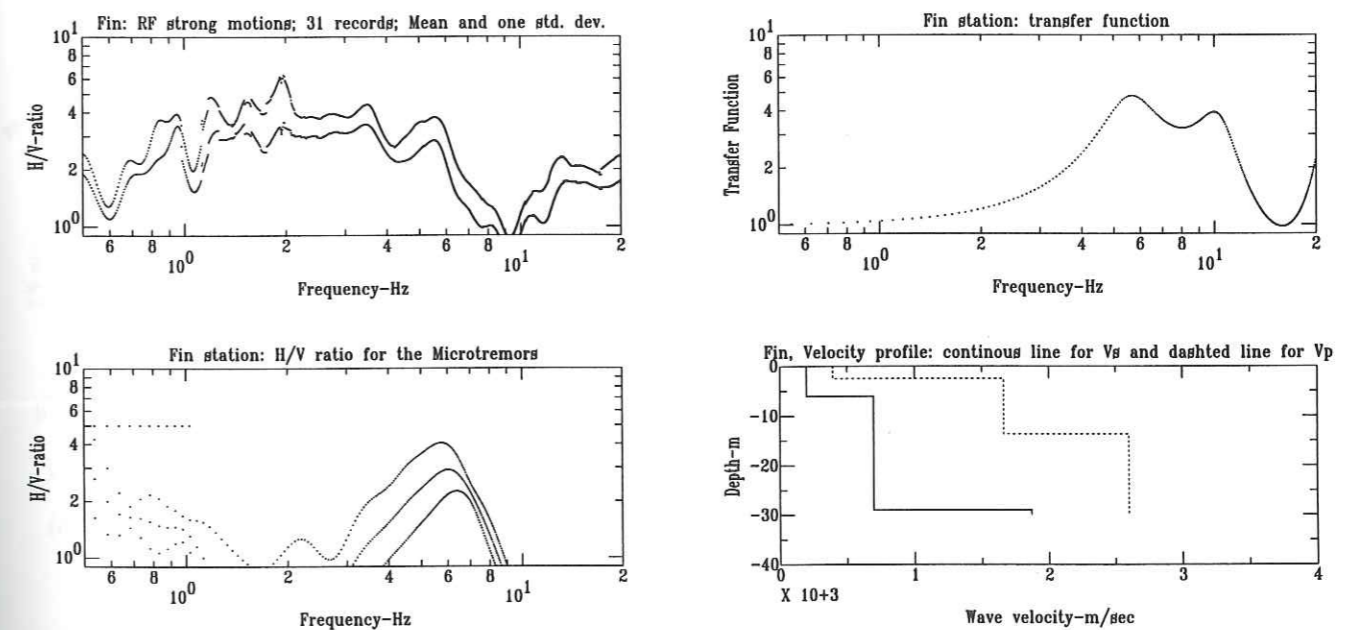 Fin: RF strong motions; 31 records; Mean and one std. dev.
10^1
8
6
4
2
10^0
H/V-ratio
6 8 2 4 6 8 2
10^0 10^1
Frequency-Hz
Fin station: transfer function
10^1
8
6
4
2
10^0
Transfer Function
6 8 2 4 6 8 2
10^0 10^1
Frequency-Hz
Fin station: H/V ratio for the Microtremors
10^1
8
6
4
2
10^0
H/V-ratio
6 8 2 4 6 8 2
10^0 10^1
Frequency-Hz
Fin, Velocity profile: continous line for Vs and dashted line for Vp
0
-10
-20
-30
-40
Depth-m
0 1 2 3 4
X 10+3
Wave velocity-m/sec